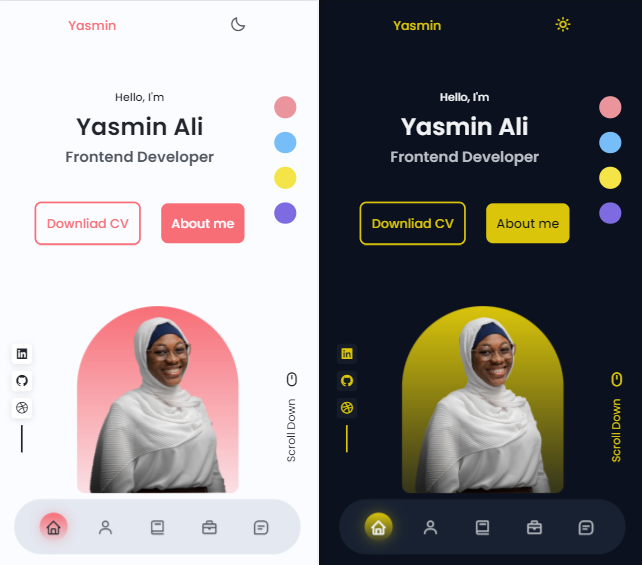 Yasmin
Hello, I'm
Yasmin Ali
Frontend Developer
Downliad CV
About me
Scroll Down
Yasmin
Hello, I'm
Yasmin Ali
Frontend Developer
Downliad CV
About me
Scroll Down